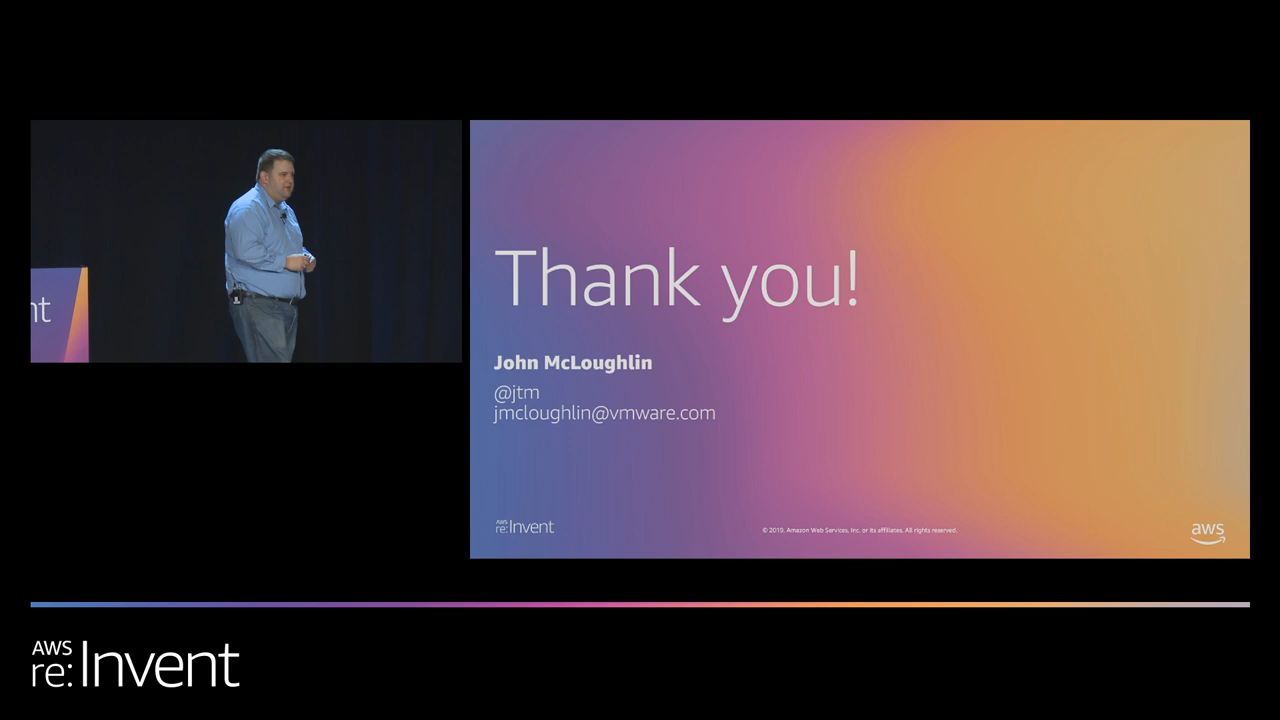 nt
Thank you!
John McLoughlin
@jtm
jmcloughlin@vmware.com
AWS
re:Invent
© 2019, Amazon Web Services, Inc. or its affiliates. All rights reserved.
aws
AWS
re:Invent